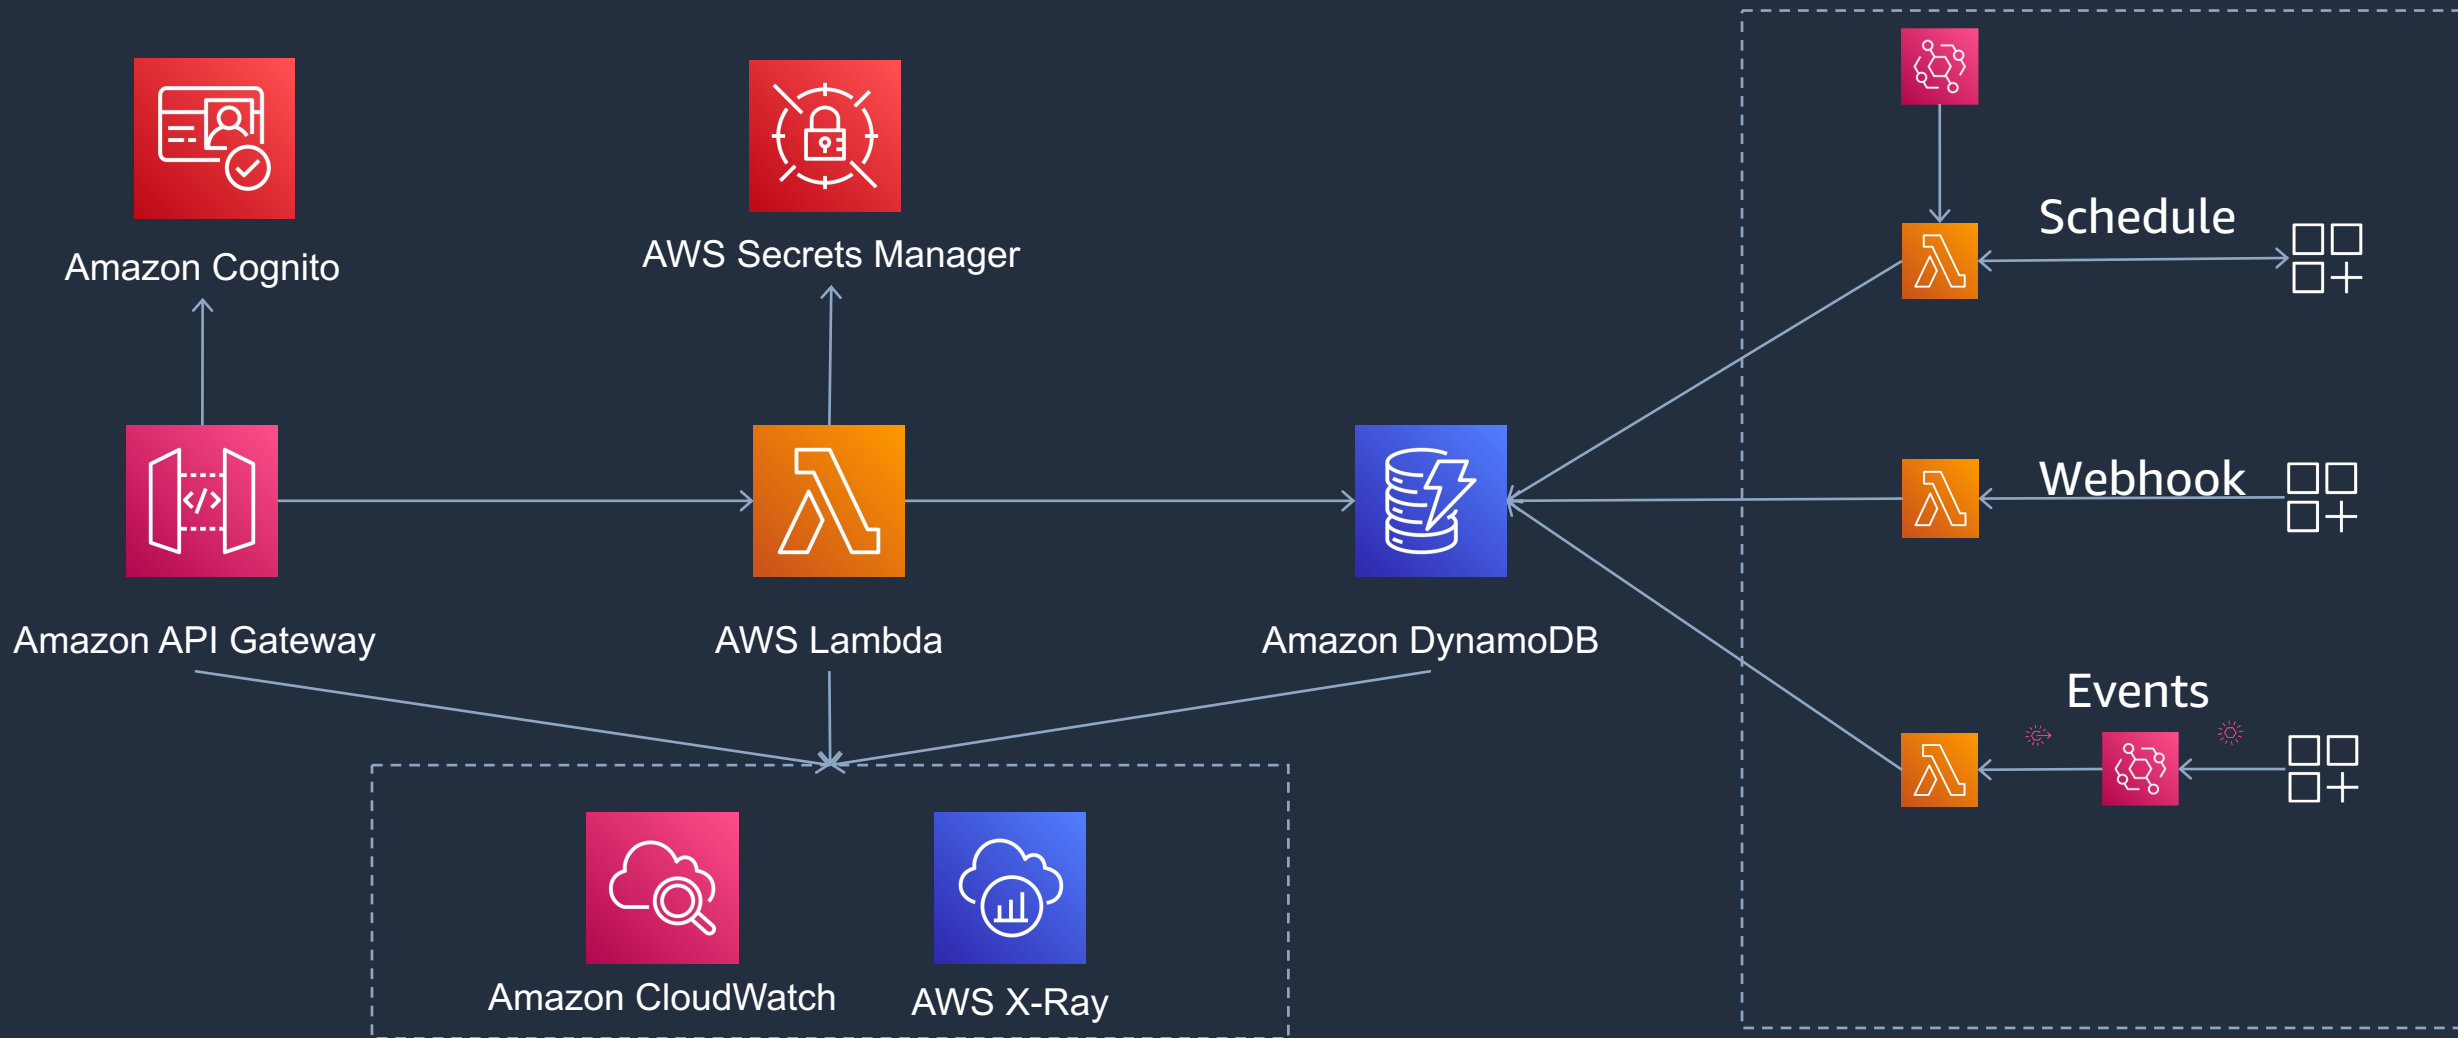 Amazon Cognito
AWS Secrets Manager
Schedule
Webhook
Amazon API Gateway
AWS Lambda
Amazon DynamoDB
Events
Amazon CloudWatch
AWS X-Ray